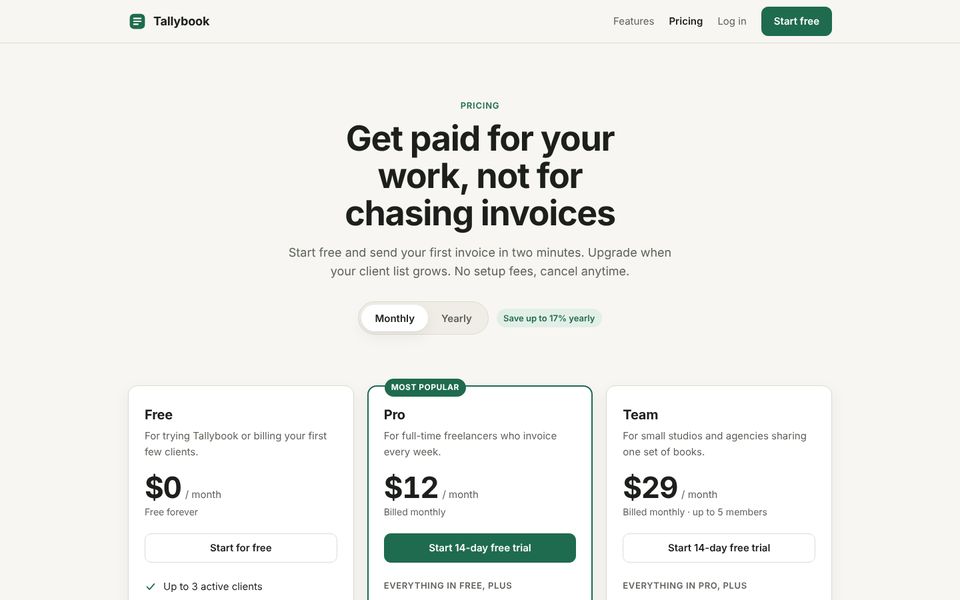 Tallybook
Features
Pricing
Log in
Start free
PRICING
Get paid for your
work, not for
chasing invoices
Start free and send your first invoice in two minutes. Upgrade when
your client list grows. No setup fees, cancel anytime.
Monthly
Yearly
Save up to 17% yearly
Free
For trying Tallybook or billing your first
few clients.
$0 / month
Free forever
Start for free
Up to 3 active clients
MOST POPULAR
Pro
For full-time freelancers who invoice
every week.
$12 / month
Billed monthly
Start 14-day free trial
EVERYTHING IN FREE, PLUS
Team
For small studios and agencies sharing
one set of books.
$29 / month
Billed monthly · up to 5 members
Start 14-day free trial
EVERYTHING IN PRO, PLUS